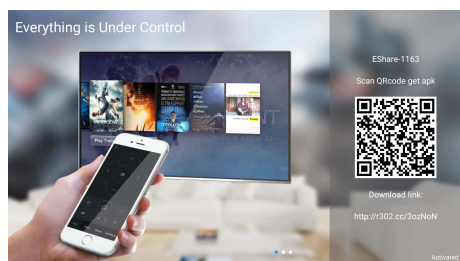 Everything is Under Control
EShare-1163
Scan QRcode get apk
Download link:
http://r302.cc/3ozNoN
Activated